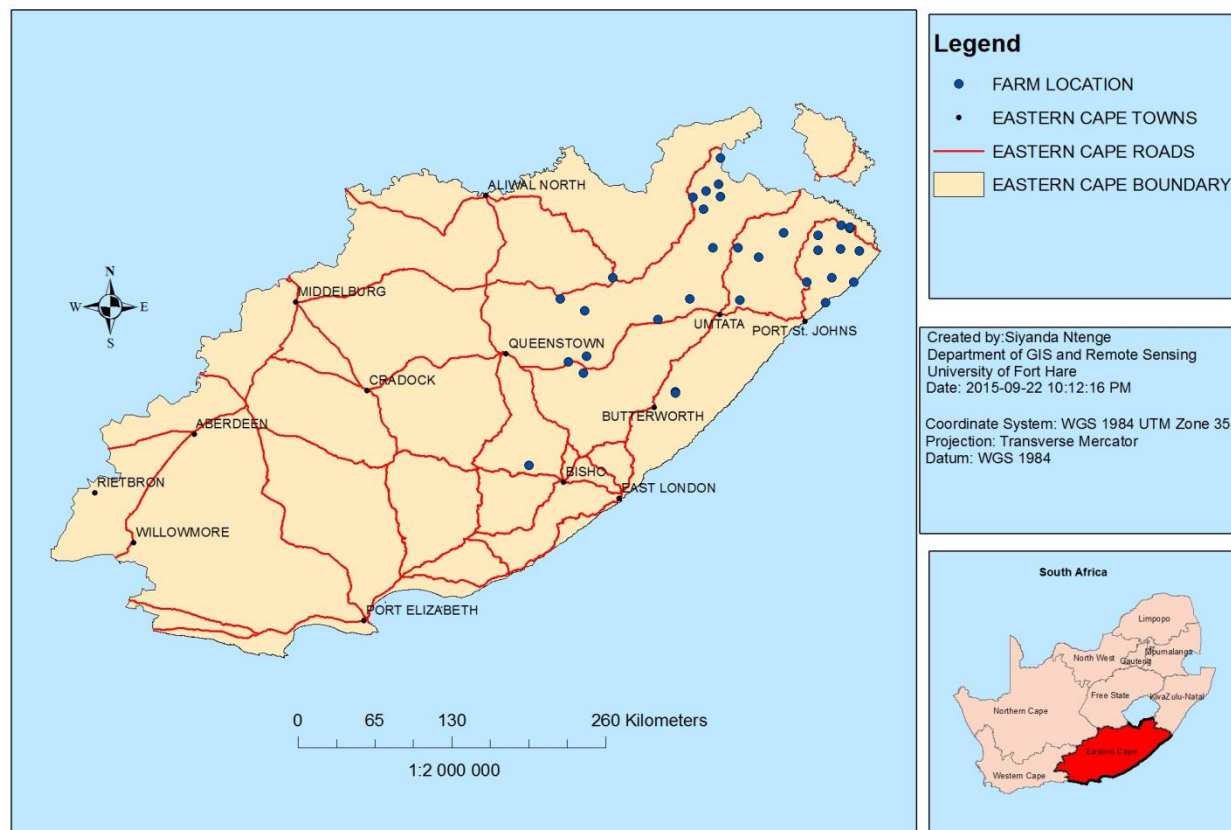 ALIWAL NORTH
MIDDELBURG
UMTATA
PORT St. JOHNS
QUEENSTOWN
CRADOCK
BUTTERWORTH
ABERDEEN
BISHO
RIETBRON
EAST LONDON
WILLOWMORE
PORT ELIZABETH
N
W E
S
0 65 130 260 Kilometers
1:2 000 000
Legend
FARM LOCATION
EASTERN CAPE TOWNS
EASTERN CAPE ROADS
EASTERN CAPE BOUNDARY
Created by:Siyanda Ntenge
Department of GIS and Remote Sensing
University of Fort Hare
Date: 2015-09-22 10:12:16 PM
Coordinate System: WGS 1984 UTM Zone 35
Projection: Transverse Mercator
Datum: WGS 1984
South Africa
Limpopo
North West
Mpumalanga
Gauteng
Free State
KwaZulu-Natal
Northern Cape
Eastern Cape
Western Cape